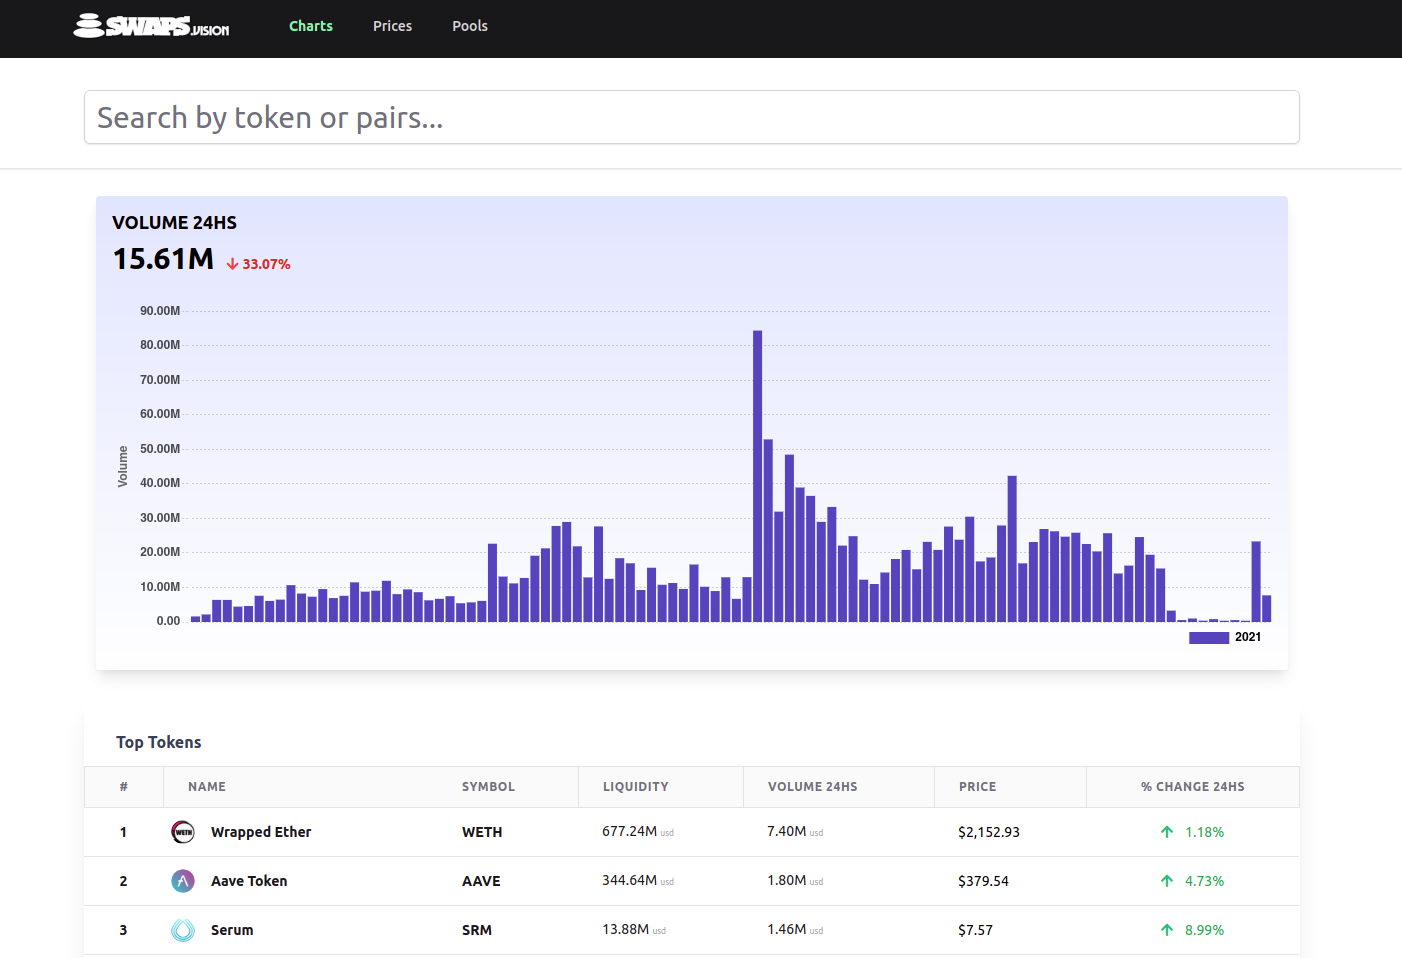 SWAPS.VISION Charts Prices Pools
Search by token or pairs...
VOLUME 24HS
15.61M 33.07%
90.00M
80.00M
70.00M
60.00M
50.00M
40.00M
30.00M
20.00M
10.00M
0.00
Volume
2021
Top Tokens
# NAME SYMBOL LIQUIDITY VOLUME 24HS PRICE % CHANGE 24HS
1 WETH Wrapped Ether WETH 677.24M usd 7.40M usd $2,152.93 1.18%
2 Aave Token AAVE 344.64M usd 1.80M usd $379.54 4.73%
3 Serum SRM 13.88M usd 1.46M usd $7.57 8.99%